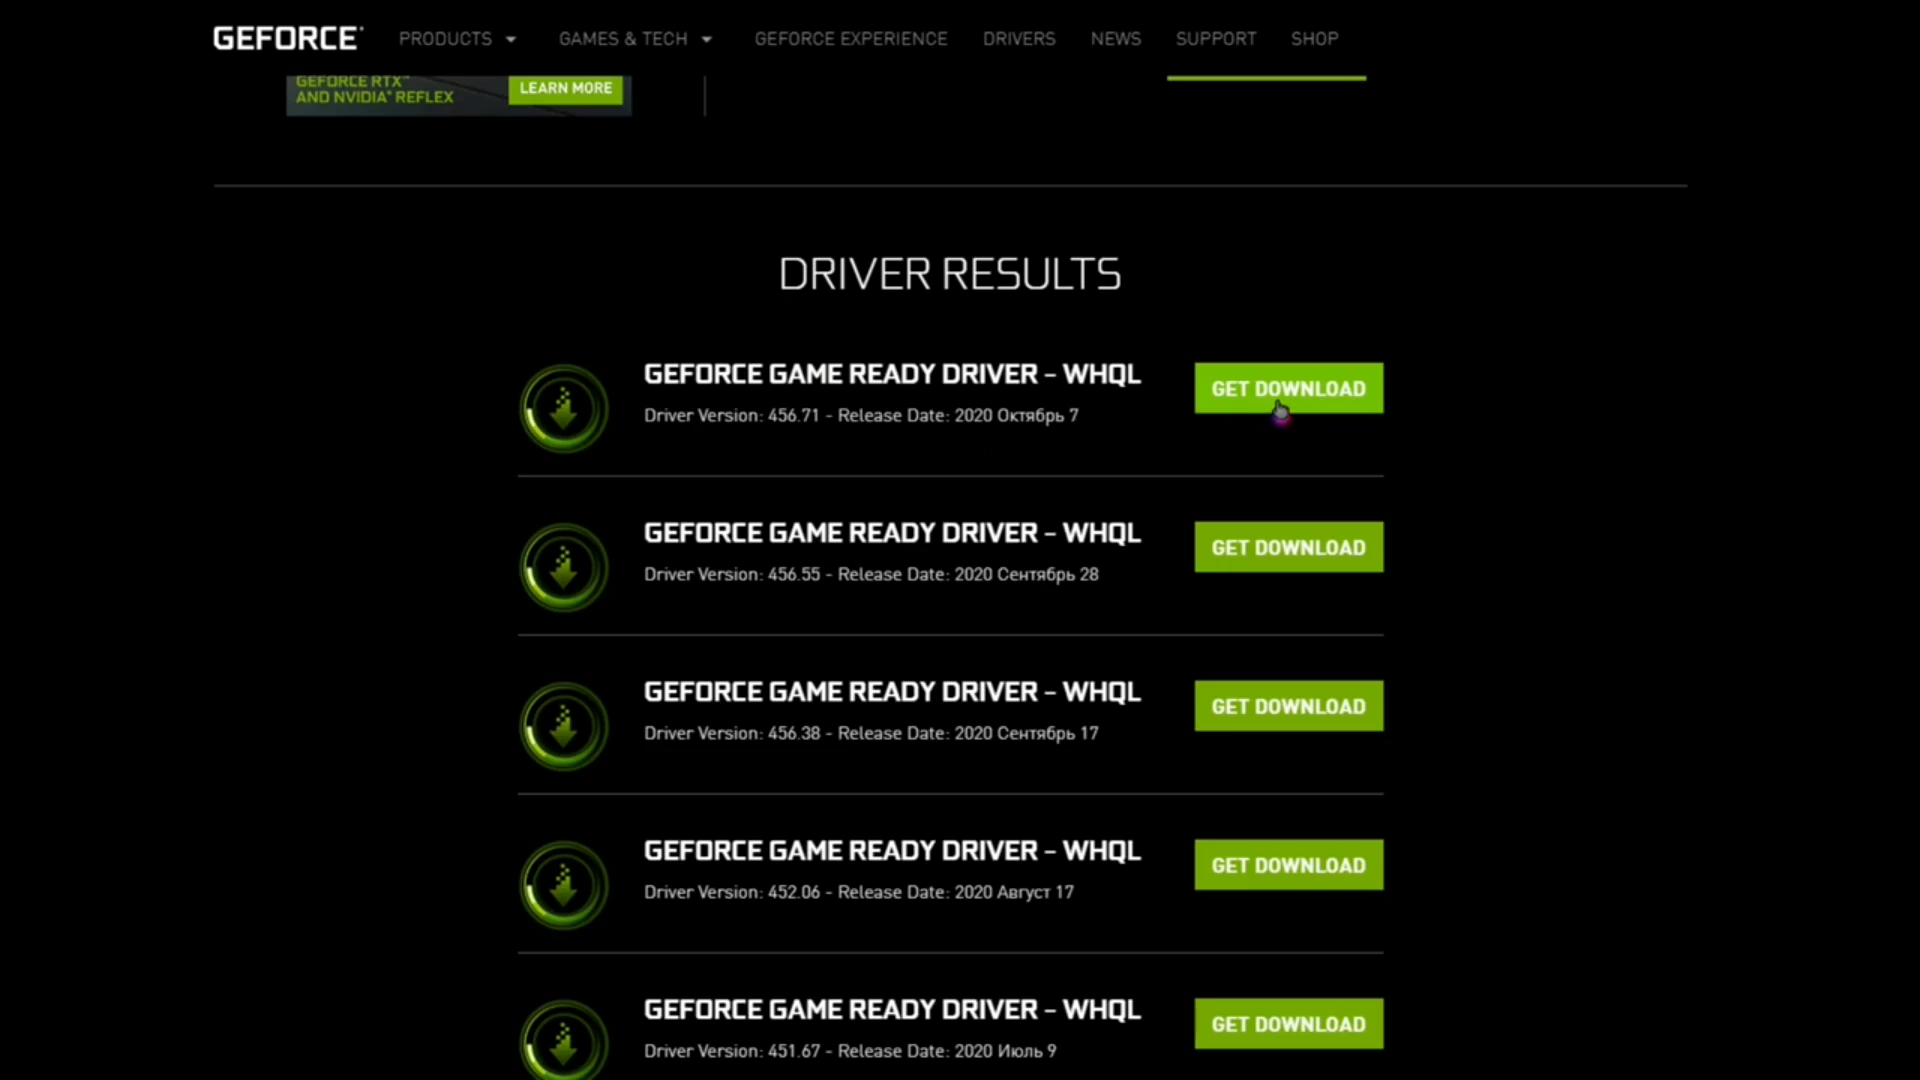 GEFORCE PRODUCTS GAMES & TECH GEFORCE EXPERIENCE DRIVERS NEWS SUPPORT SHOP
GEFORCE RTX™
AND NVIDIA® REFLEX
LEARN MORE
DRIVER RESULTS
GEFORCE GAME READY DRIVER - WHQL
Driver Version: 456.71 - Release Date: 2020 Октябрь 7
GET DOWNLOAD
GEFORCE GAME READY DRIVER - WHQL
Driver Version: 456.55 - Release Date: 2020 Сентябрь 28
GET DOWNLOAD
GEFORCE GAME READY DRIVER - WHQL
Driver Version: 456.38 - Release Date: 2020 Сентябрь 17
GET DOWNLOAD
GEFORCE GAME READY DRIVER - WHQL
Driver Version: 452.06 - Release Date: 2020 Август 17
GET DOWNLOAD
GEFORCE GAME READY DRIVER - WHQL
Driver Version: 451.67 - Release Date: 2020 Июль 9
GET DOWNLOAD